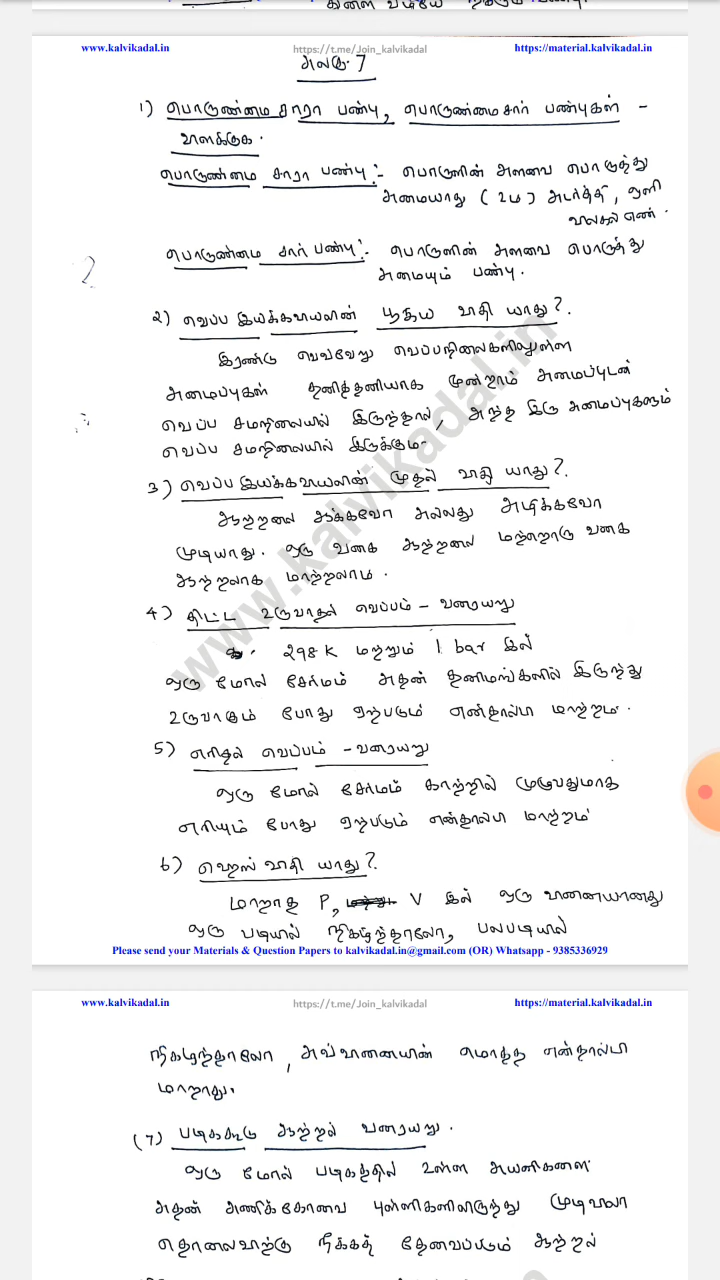 www.kalvikadal.in https://t.me/Join_kalvikadal https://material.kalvikadal.in
அலகு-7
1) பொருண்மை சாரா பண்பு, பொருண்மை சார் பண்புகள் -
விளக்குக.
பொருண்மை சாரா பண்பு:- பொருளின் அளவை பொருத்து
அமையாது (உம) அடர்த்தி, ஒளி
விலகல் எண்.
பொருண்மை சார் பண்பு:- பொருளின் அளவை பொருத்து
அமையும் பண்பு.
2) வெப்ப இயக்கவியலின் பூஜ்ய விதி யாது?.
இரண்டு வெவ்வேறு வெப்பநிலைகளிலுள்ள
அமைப்புகள் தனித்தனியாக மூன்றாம் அமைப்புடன்
வெப்ப சமநிலையில் இருந்தால், அந்த இரு அமைப்புகளும்
வெப்ப சமநிலையில் இருக்கும்.
3) வெப்ப இயக்கவியலின் முதல் விதி யாது?.
ஆற்றலை ஆக்கவோ அல்லது அழிக்கவோ
முடியாது. ஒரு வகை ஆற்றலை மற்றொரு வகை
ஆற்றலாக மாற்றலாம்.
4) திட்ட உருவாதல் வெப்பம் - வரையறு
298 K மற்றும் 1 bar இல்
ஒரு மோல் சேர்மம் அதன் தனிமங்களில் இருந்து
உருவாகும் போது ஏற்படும் என்தால்பி மாற்றம்.
5) எரிதல் வெப்பம் - வரையறு
ஒரு மோல் சேர்மம் காற்றில் முழுவதுமாக
எரியும் போது ஏற்படும் என்தால்பி மாற்றம்
6) ஹெஸ் விதி யாது?.
மாறாத P, V இல் ஒரு வினையானது
ஒரு படியில் நிகழ்ந்தாலோ, பலபடியில்
Please send your Materials & Question Papers to kalvikadal.in@gmail.com (OR) Whatsapp - 9385336929
www.kalvikadal.in https://t.me/Join_kalvikadal https://material.kalvikadal.in
நிகழ்ந்தாலோ, அவ்வினையின் மொத்த என்தால்பி
மாறாது.
(7) படிககூடு ஆற்றல் வரையறு.
ஒரு மோல் படிகத்தில் உள்ள அயனிகளை
அதன் அணிக்கோவை புள்ளிகளிலிருந்து முடிவிலா
தொலைவிற்கு நீக்கத் தேவைப்படும் ஆற்றல்
www.kalvikadal.in